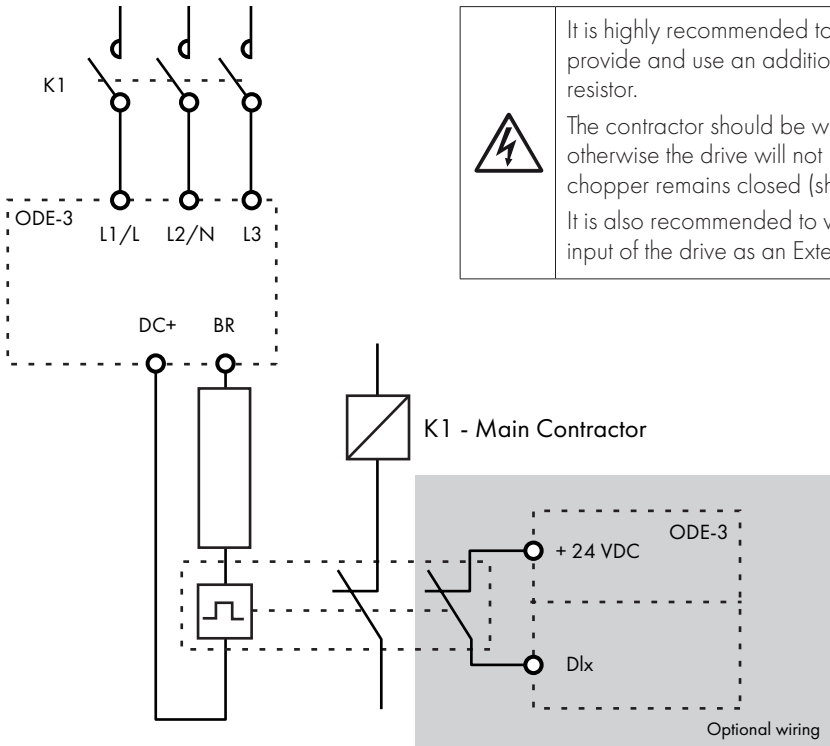 It is highly recommended to
provide and use an additio
resistor.
The contractor should be w
otherwise the drive will not
chopper remains closed (sh
It is also recommended to w
input of the drive as an Exte
K1
ODE-3
L1/L L2/N L3
DC+ BR
K1 - Main Contractor
ODE-3
+ 24 VDC
Dlx
Optional wiring